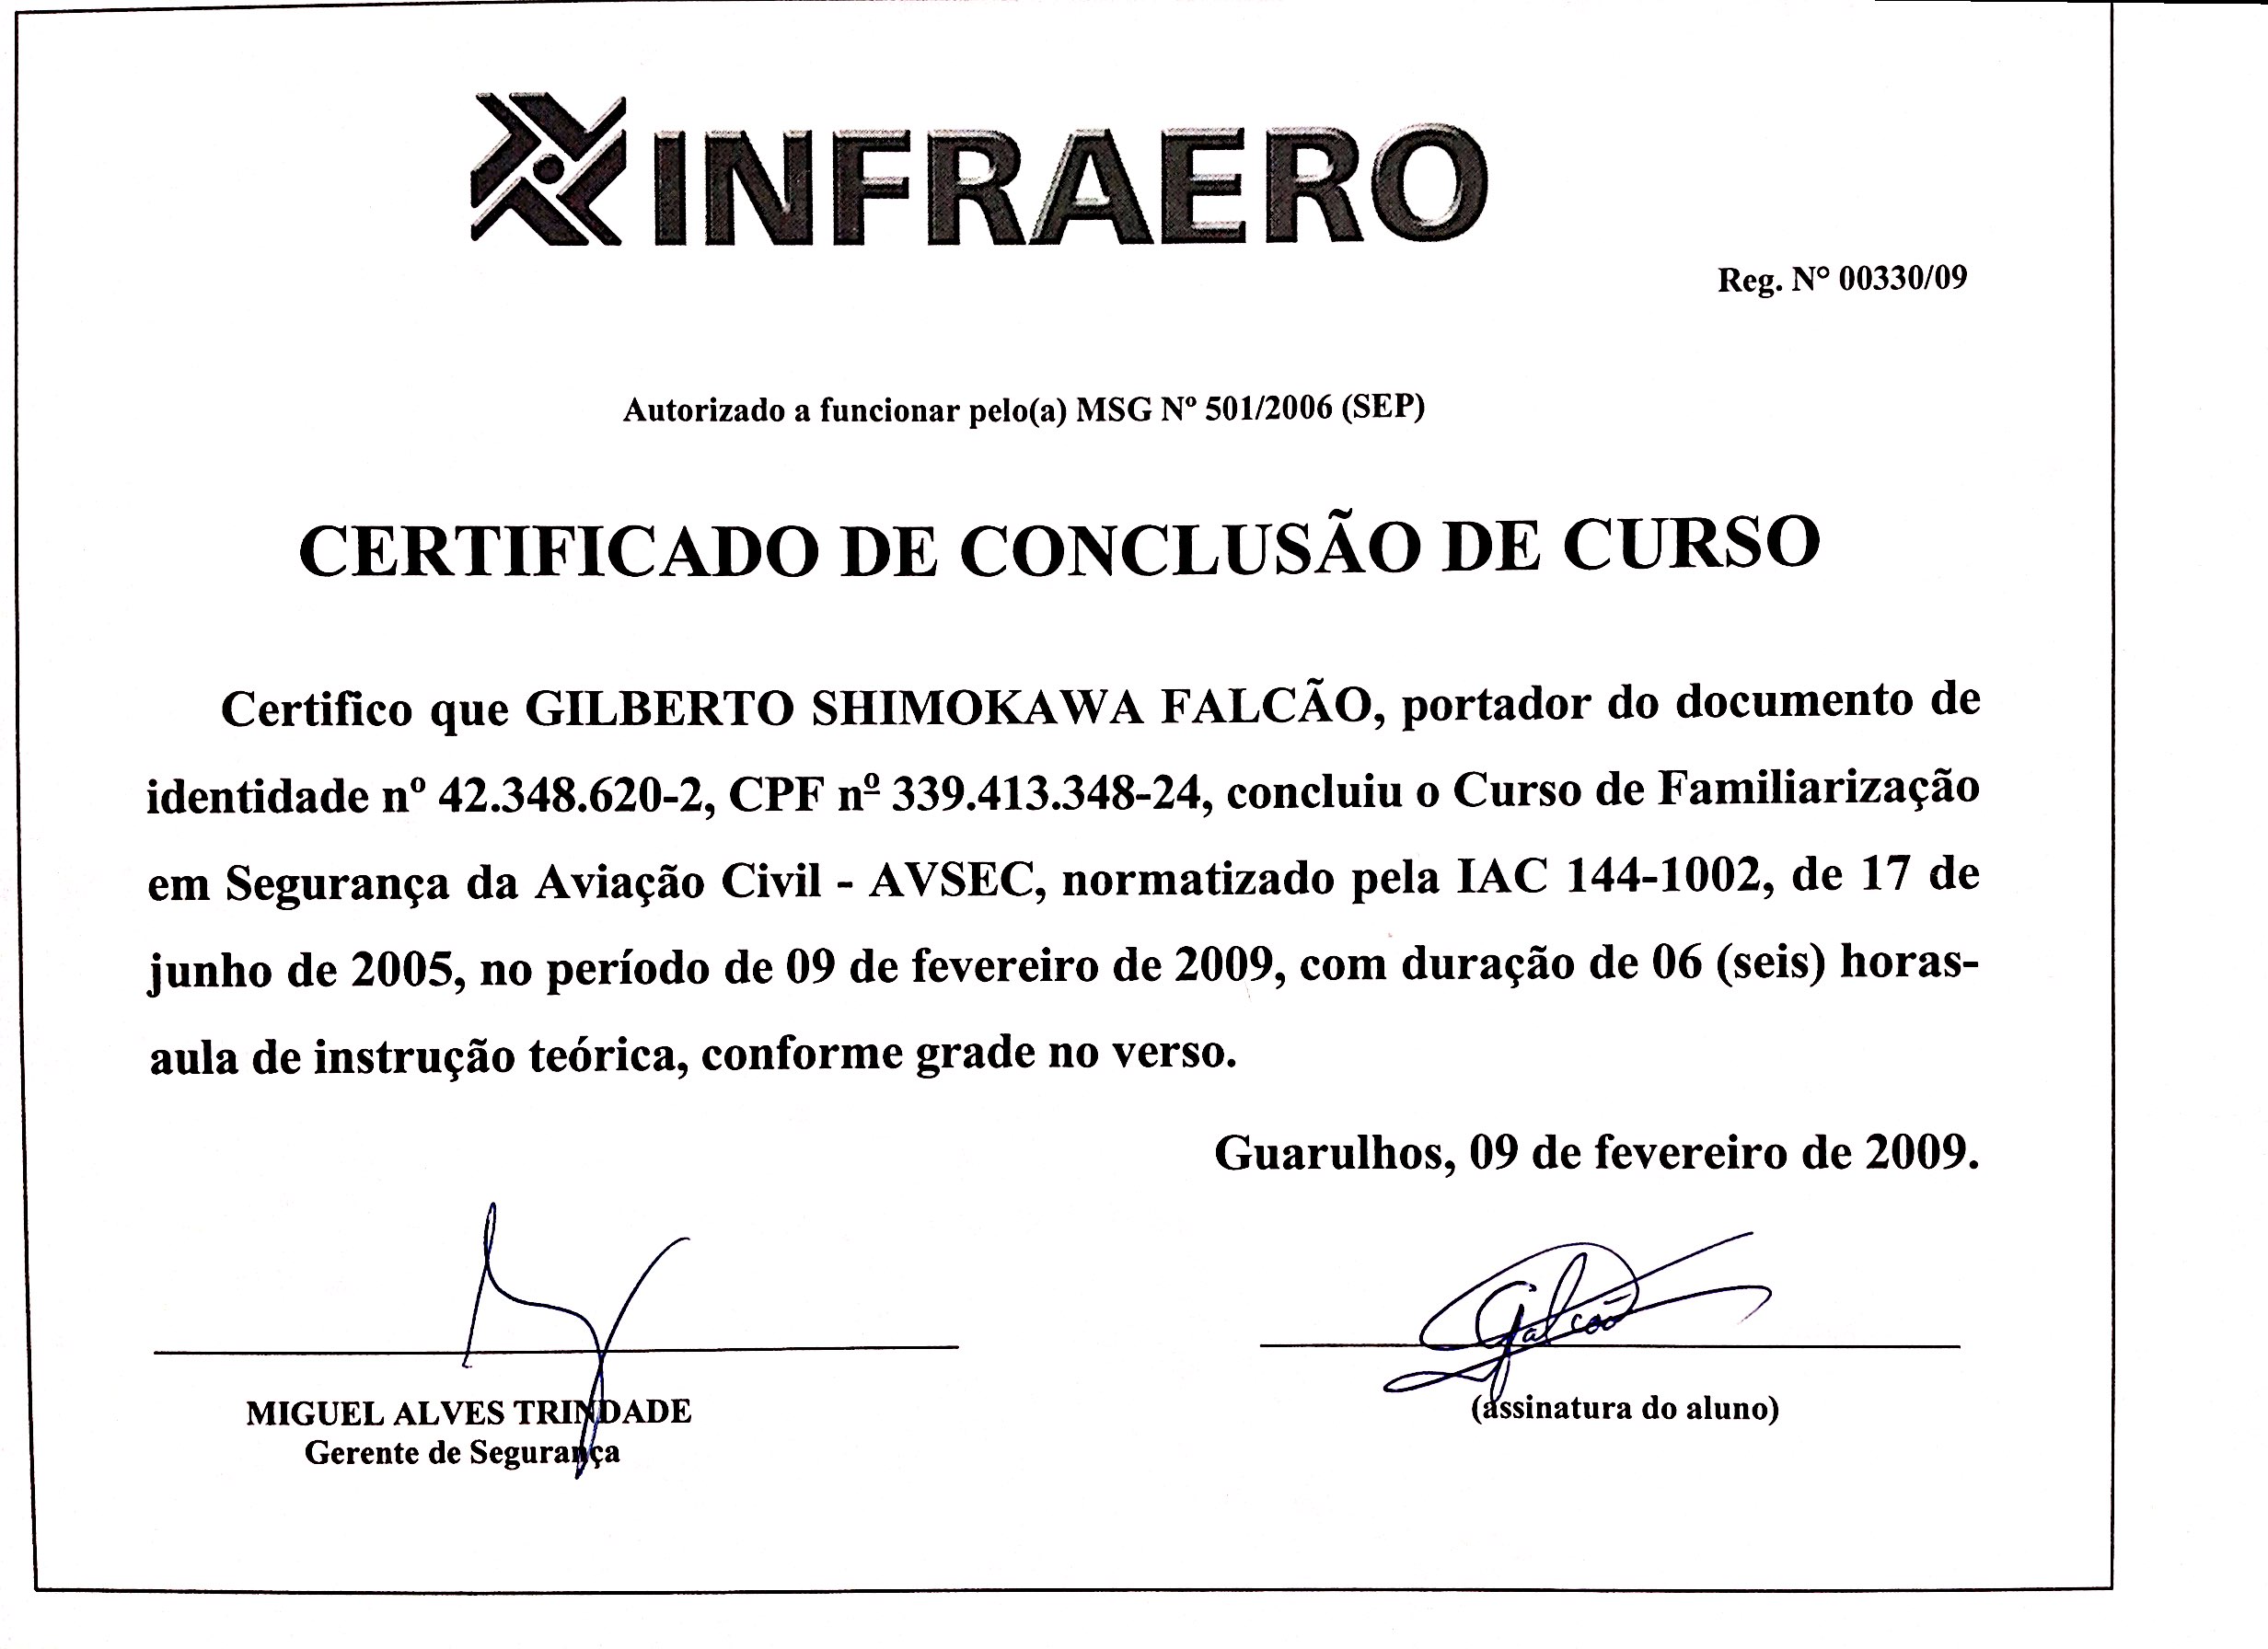 INFRAERO
Reg. Nº 00330/09
Autorizado a funcionar pelo(a) MSG Nº 501/2006 (SEP)
CERTIFICADO DE CONCLUSÃO DE CURSO
Certifico que GILBERTO SHIMOKAWA FALCÃO, portador do documento de
identidade nº 42.348.620-2, CPF nº 339.413.348-24, concluiu o Curso de Familiarização
em Segurança da Aviação Civil - AVSEC, normatizado pela IAC 144-1002, de 17 de
junho de 2005, no período de 09 de fevereiro de 2009, com duração de 06 (seis) horas-
aula de instrução teórica, conforme grade no verso.
Guarulhos, 09 de fevereiro de 2009.
Falcão
MIGUEL ALVES TRINDADE
Gerente de Segurança
(assinatura do aluno)